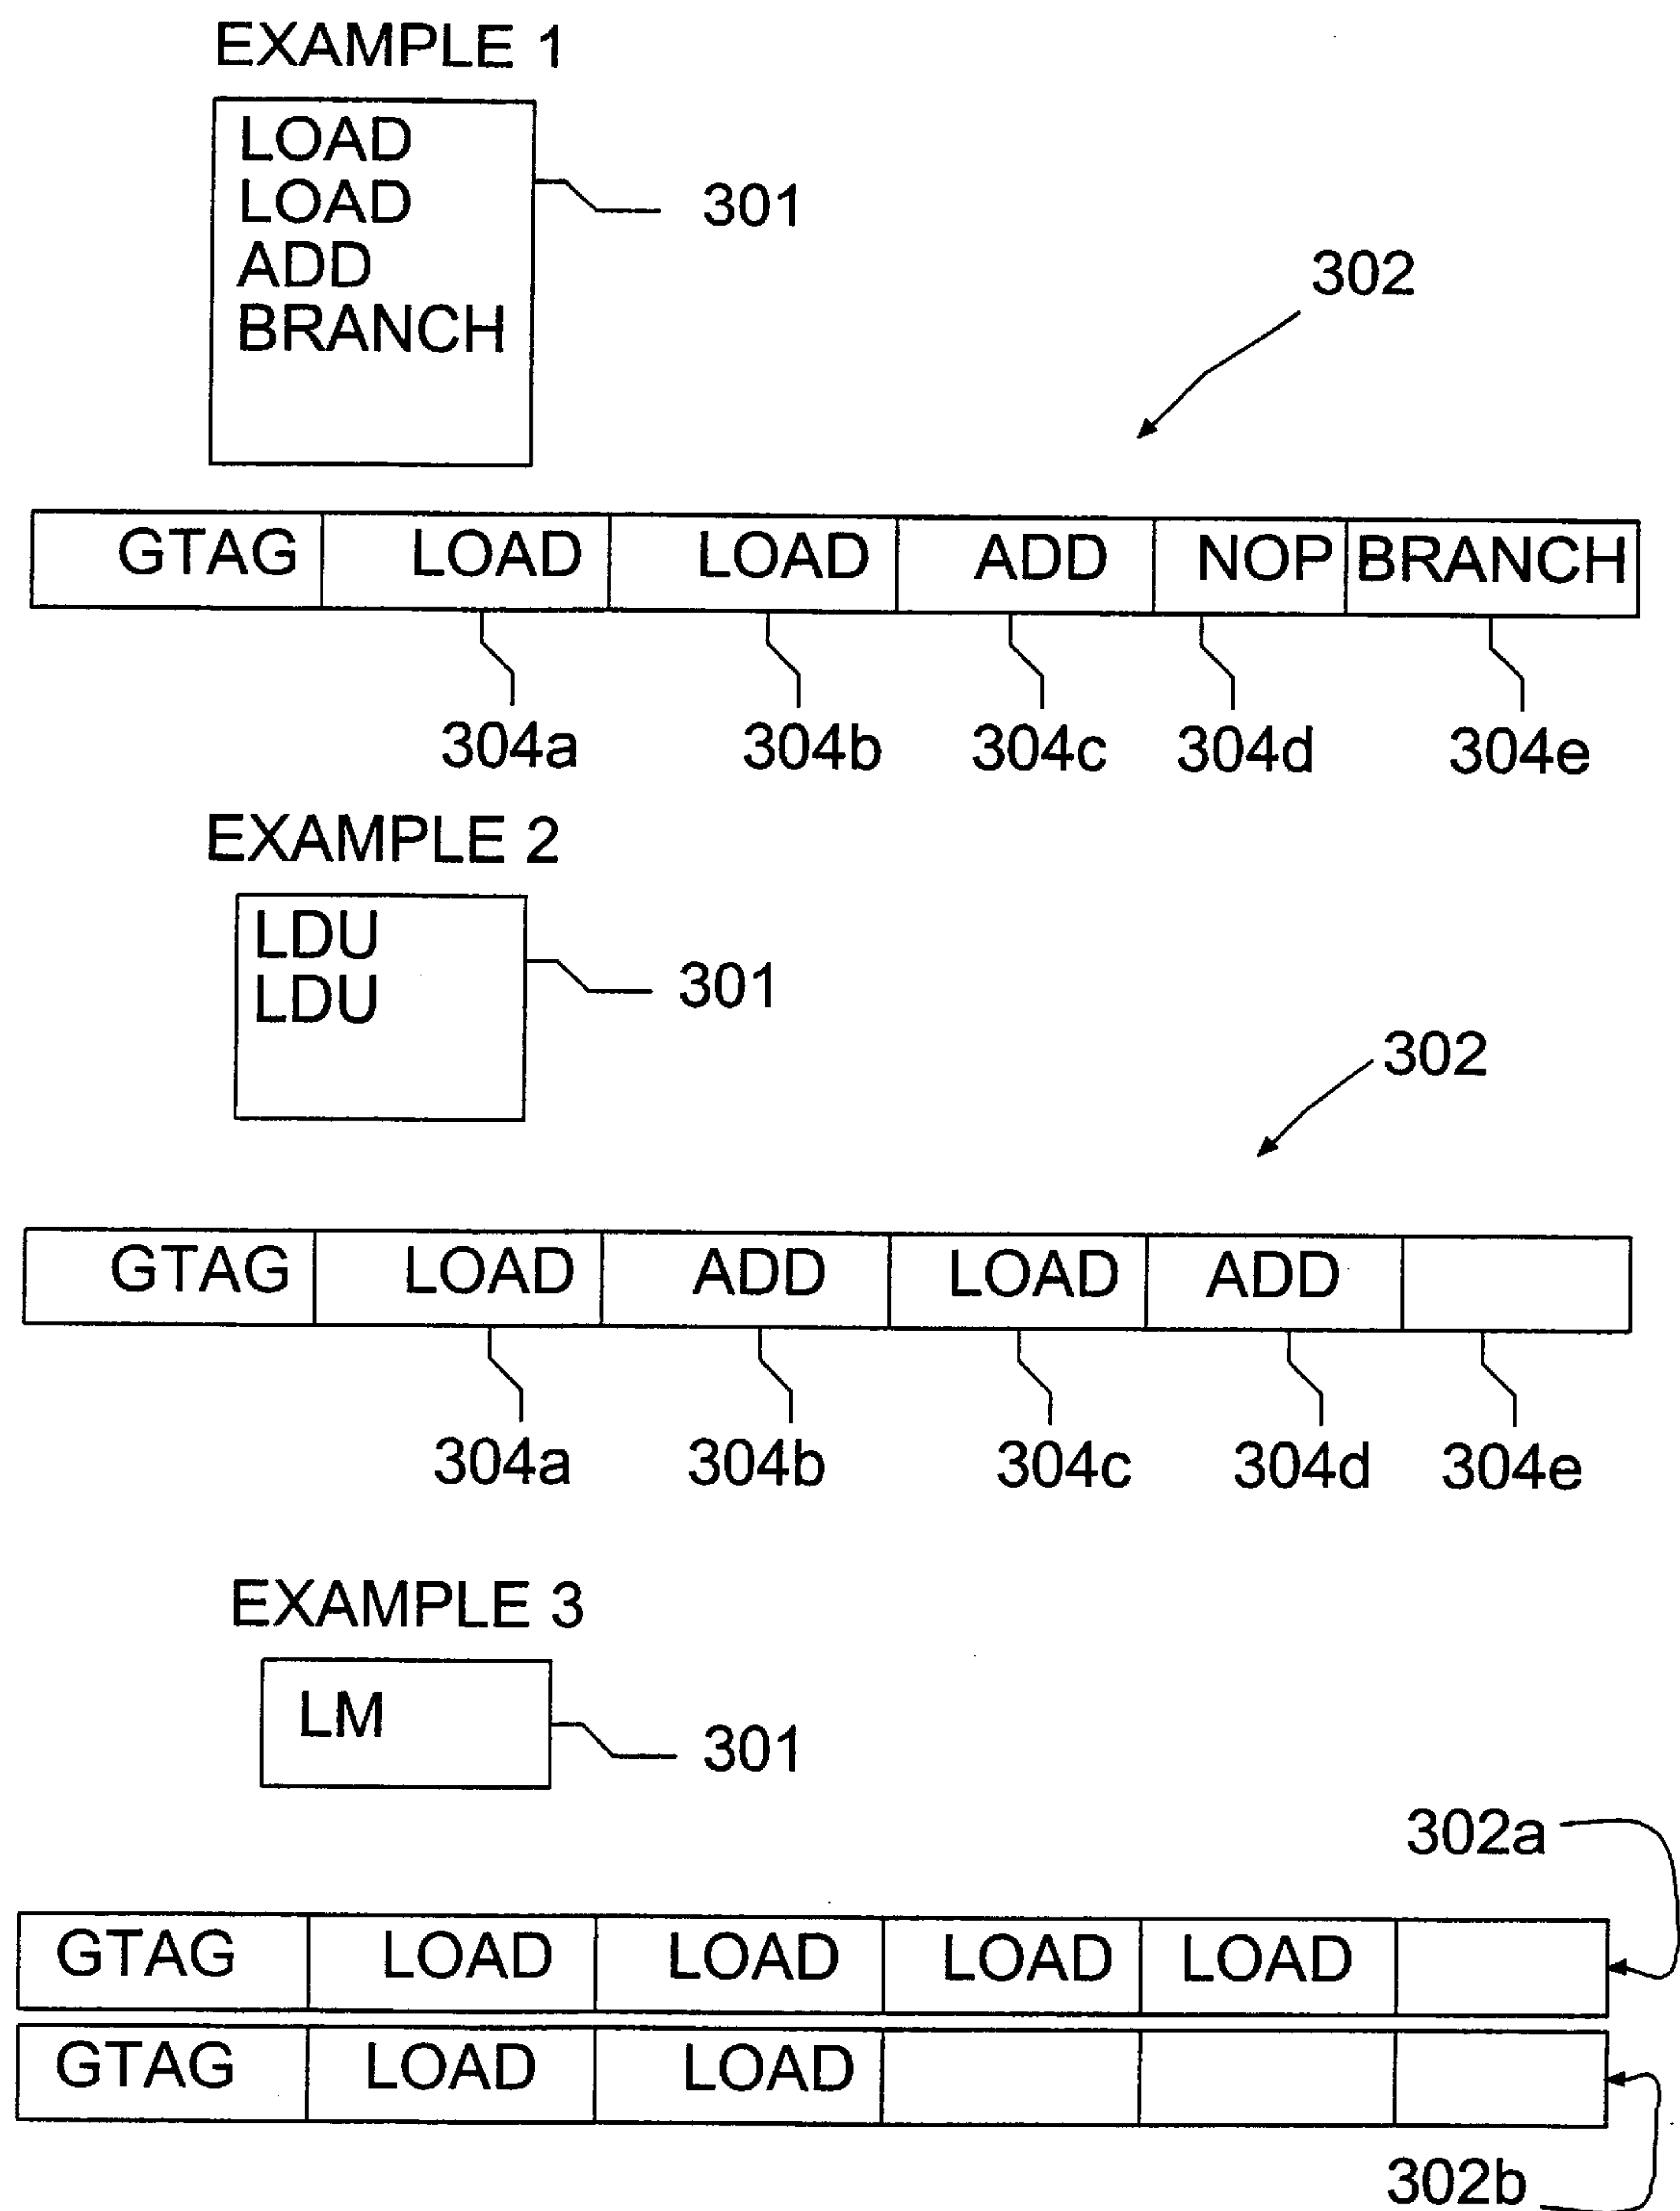 EXAMPLE 1
LOAD
LOAD
ADD
BRANCH
301
302
GTAG LOAD LOAD ADD NOP BRANCH
304a 304b 304c 304d 304e
EXAMPLE 2
LDU
LDU
301
302
GTAG LOAD ADD LOAD ADD
304a 304b 304c 304d 304e
EXAMPLE 3
LM
301
302a
GTAG LOAD LOAD LOAD LOAD
GTAG LOAD LOAD
302b